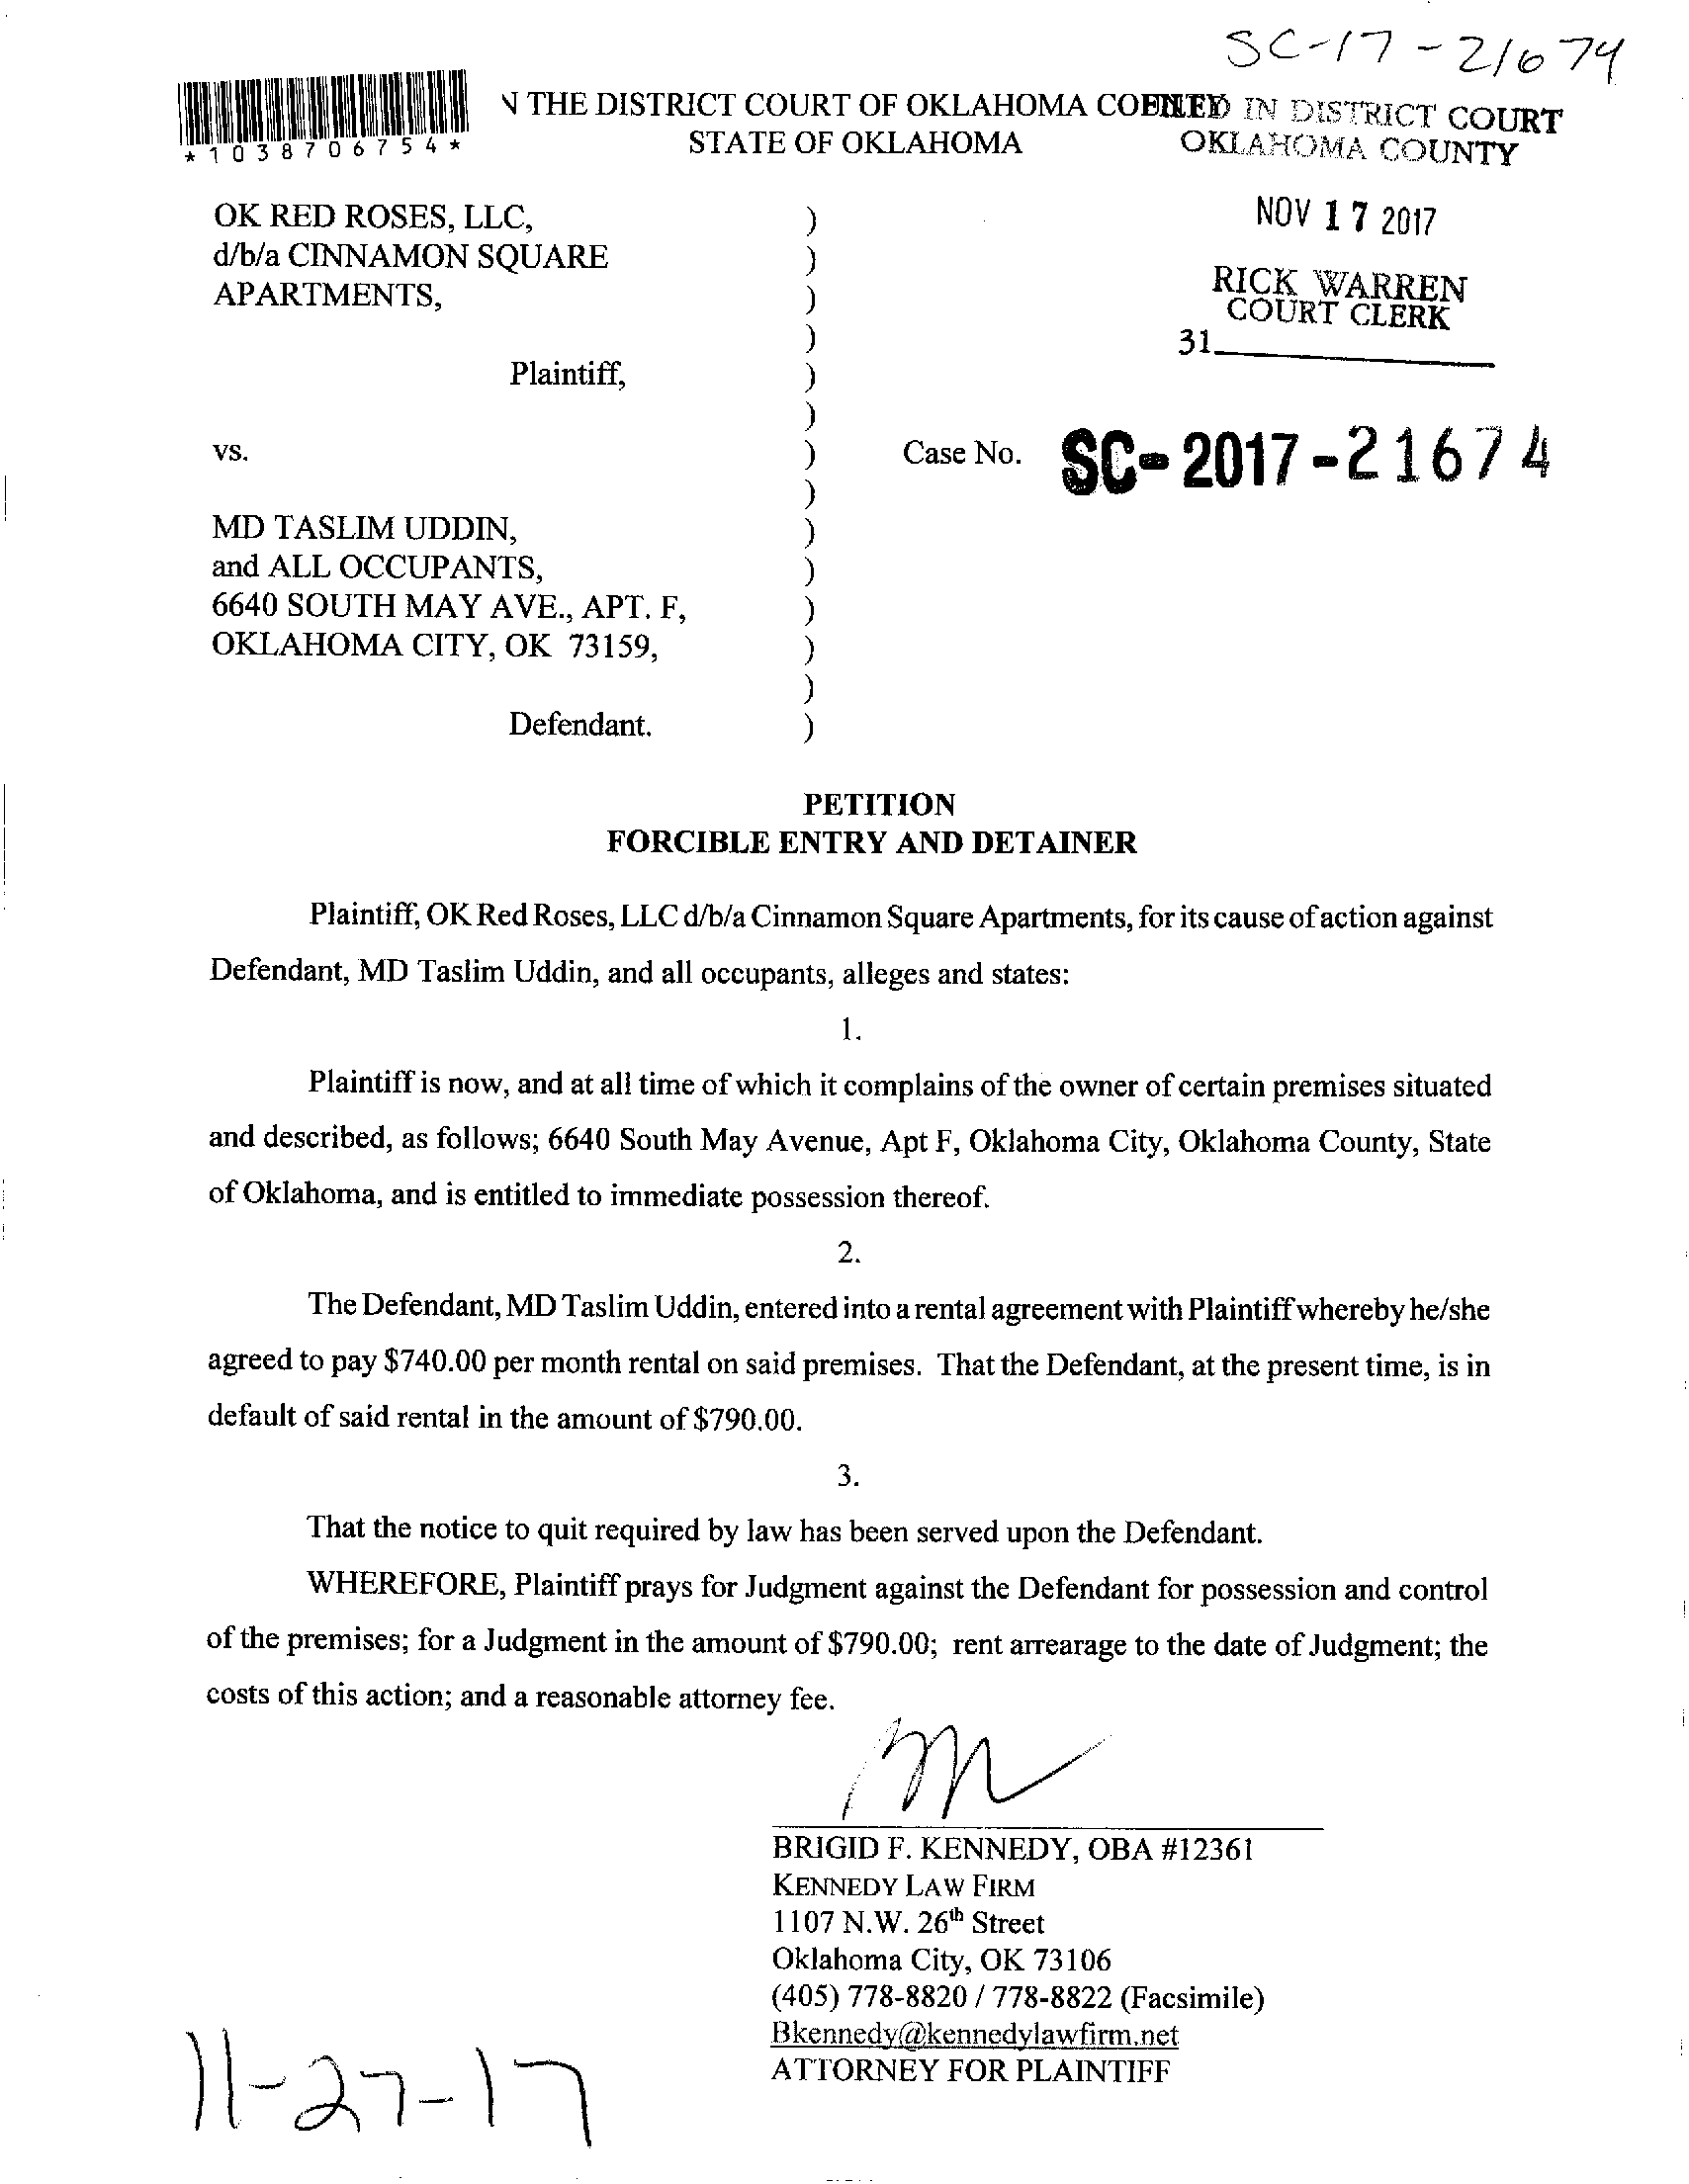 SC-17-21674
N THE DISTRICT COURT OF OKLAHOMA COUNTY
FILED IN DISTRICT COURT
STATE OF OKLAHOMA
OKLAHOMA COUNTY
*1038706754*
NOV 17 2017
RICK WARREN
COURT CLERK
31
OK RED ROSES, LLC, )
d/b/a CINNAMON SQUARE )
APARTMENTS, )
)
Plaintiff, )
)
vs. ) Case No. SC-2017-21674
)
MD TASLIM UDDIN, )
and ALL OCCUPANTS, )
6640 SOUTH MAY AVE., APT. F, )
OKLAHOMA CITY, OK 73159, )
)
Defendant. )
PETITION
FORCIBLE ENTRY AND DETAINER
Plaintiff, OK Red Roses, LLC d/b/a Cinnamon Square Apartments, for its cause of action against
Defendant, MD Taslim Uddin, and all occupants, alleges and states:
1.
Plaintiff is now, and at all time of which it complains of the owner of certain premises situated
and described, as follows; 6640 South May Avenue, Apt F, Oklahoma City, Oklahoma County, State
of Oklahoma, and is entitled to immediate possession thereof.
2.
The Defendant, MD Taslim Uddin, entered into a rental agreement with Plaintiff whereby he/she
agreed to pay $740.00 per month rental on said premises. That the Defendant, at the present time, is in
default of said rental in the amount of $790.00.
3.
That the notice to quit required by law has been served upon the Defendant.
WHEREFORE, Plaintiff prays for Judgment against the Defendant for possession and control
of the premises; for a Judgment in the amount of $790.00; rent arrearage to the date of Judgment; the
costs of this action; and a reasonable attorney fee.
BRIGID F. KENNEDY, OBA #12361
KENNEDY LAW FIRM
1107 N.W. 26th Street
Oklahoma City, OK 73106
(405) 778-8820 / 778-8822 (Facsimile)
Bkennedy@kennedylawfirm.net
ATTORNEY FOR PLAINTIFF
11-27-17